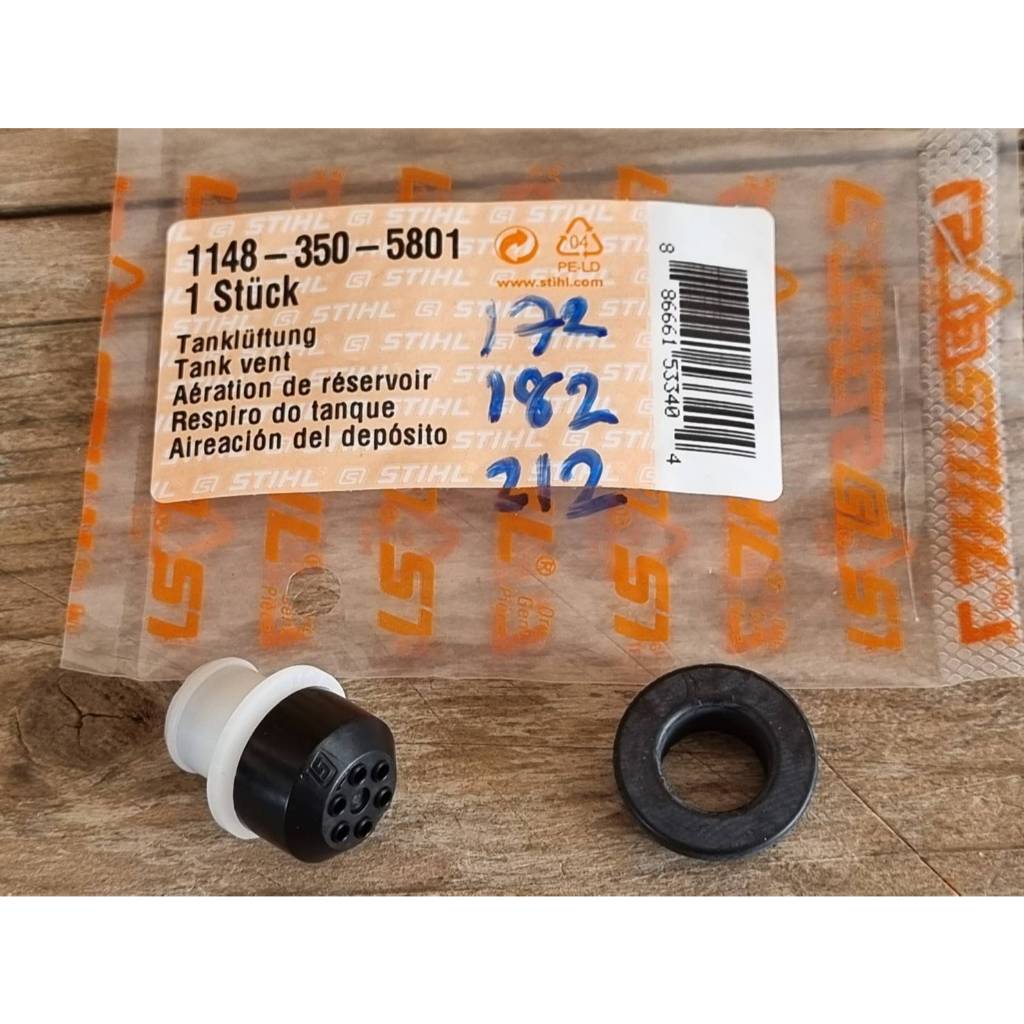 1148-350-5801
1 Stück
Tanklüftung
Tank vent
Aération de réservoir
Respiro do tanque
Aireación del depósito
04
PE-LD
www.stihl.com
172
182
212
8 86661 53340 4
STIHL